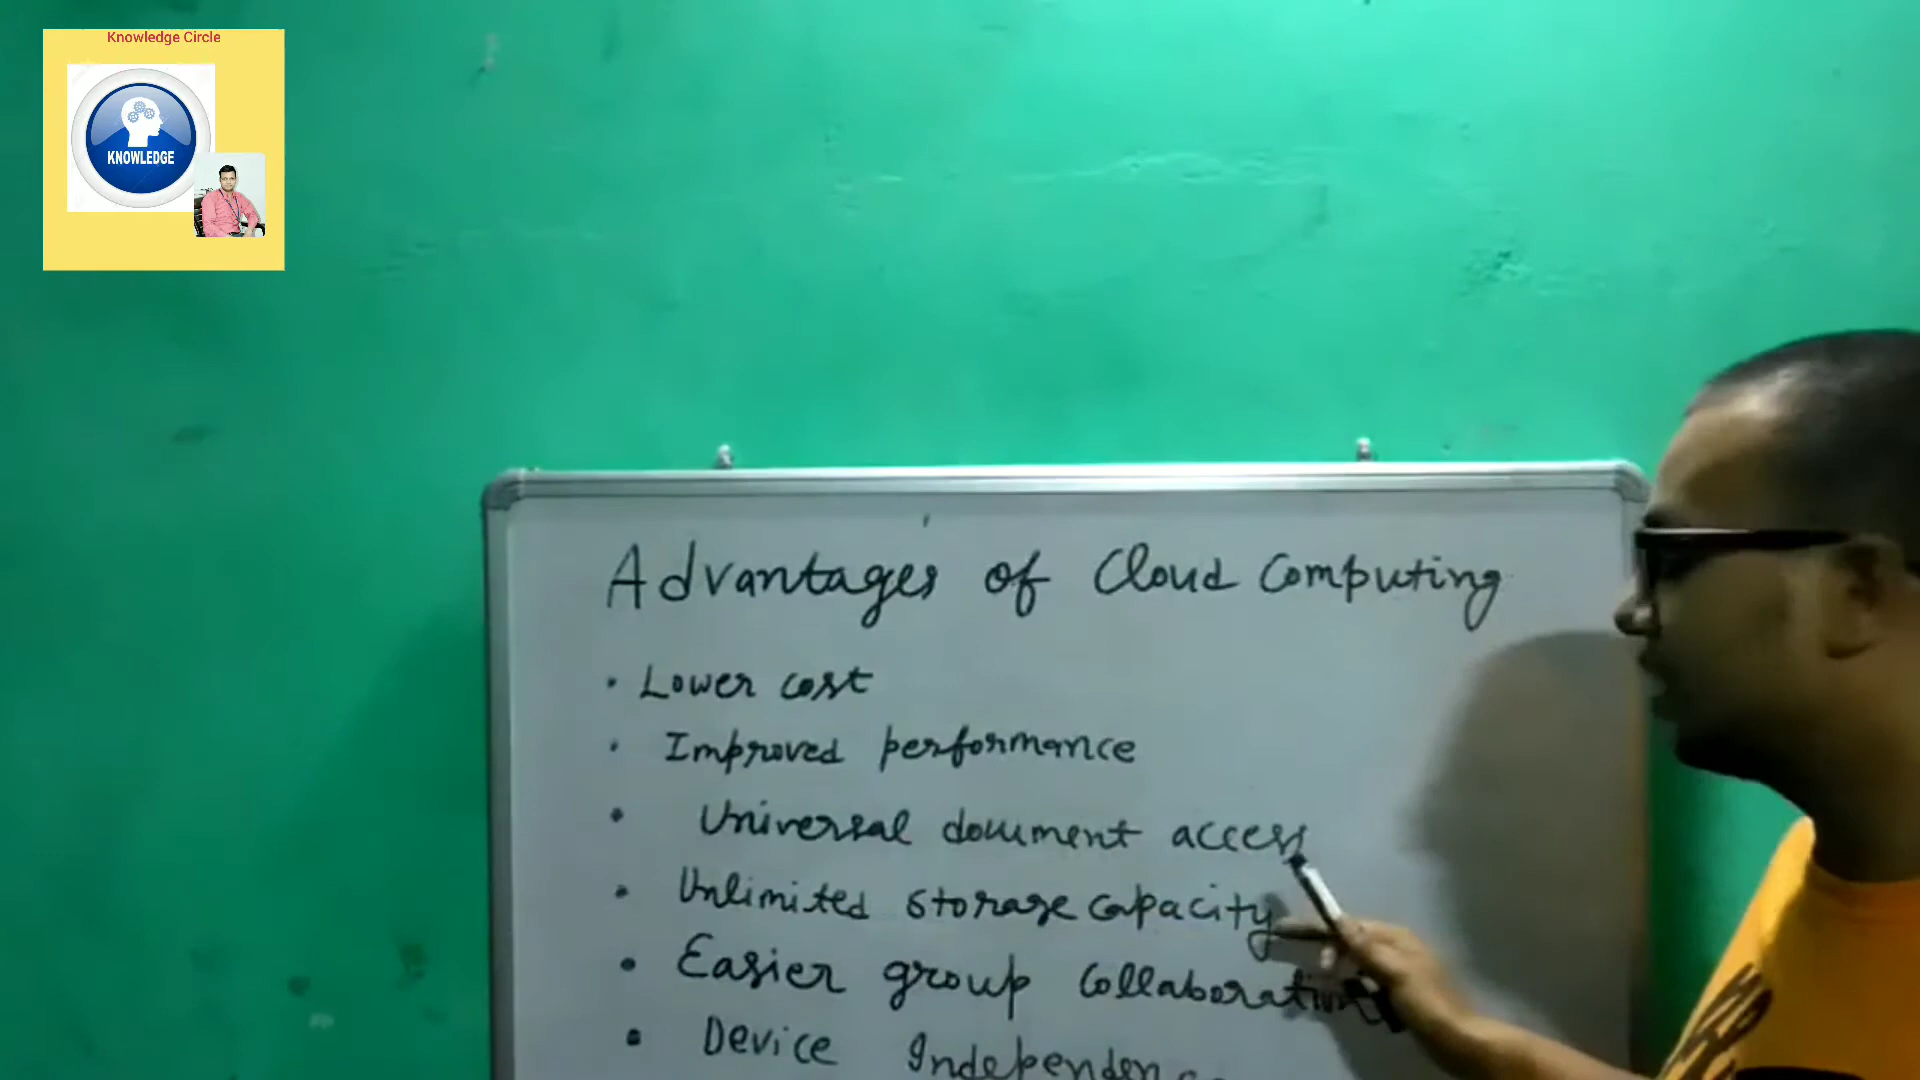 Knowledge Circle
KNOWLEDGE
Advantages of Cloud Computing
• Lower cost
• Improved performance
• Universal document access
• Unlimited storage capacity
• Easier group collaboration
• Device